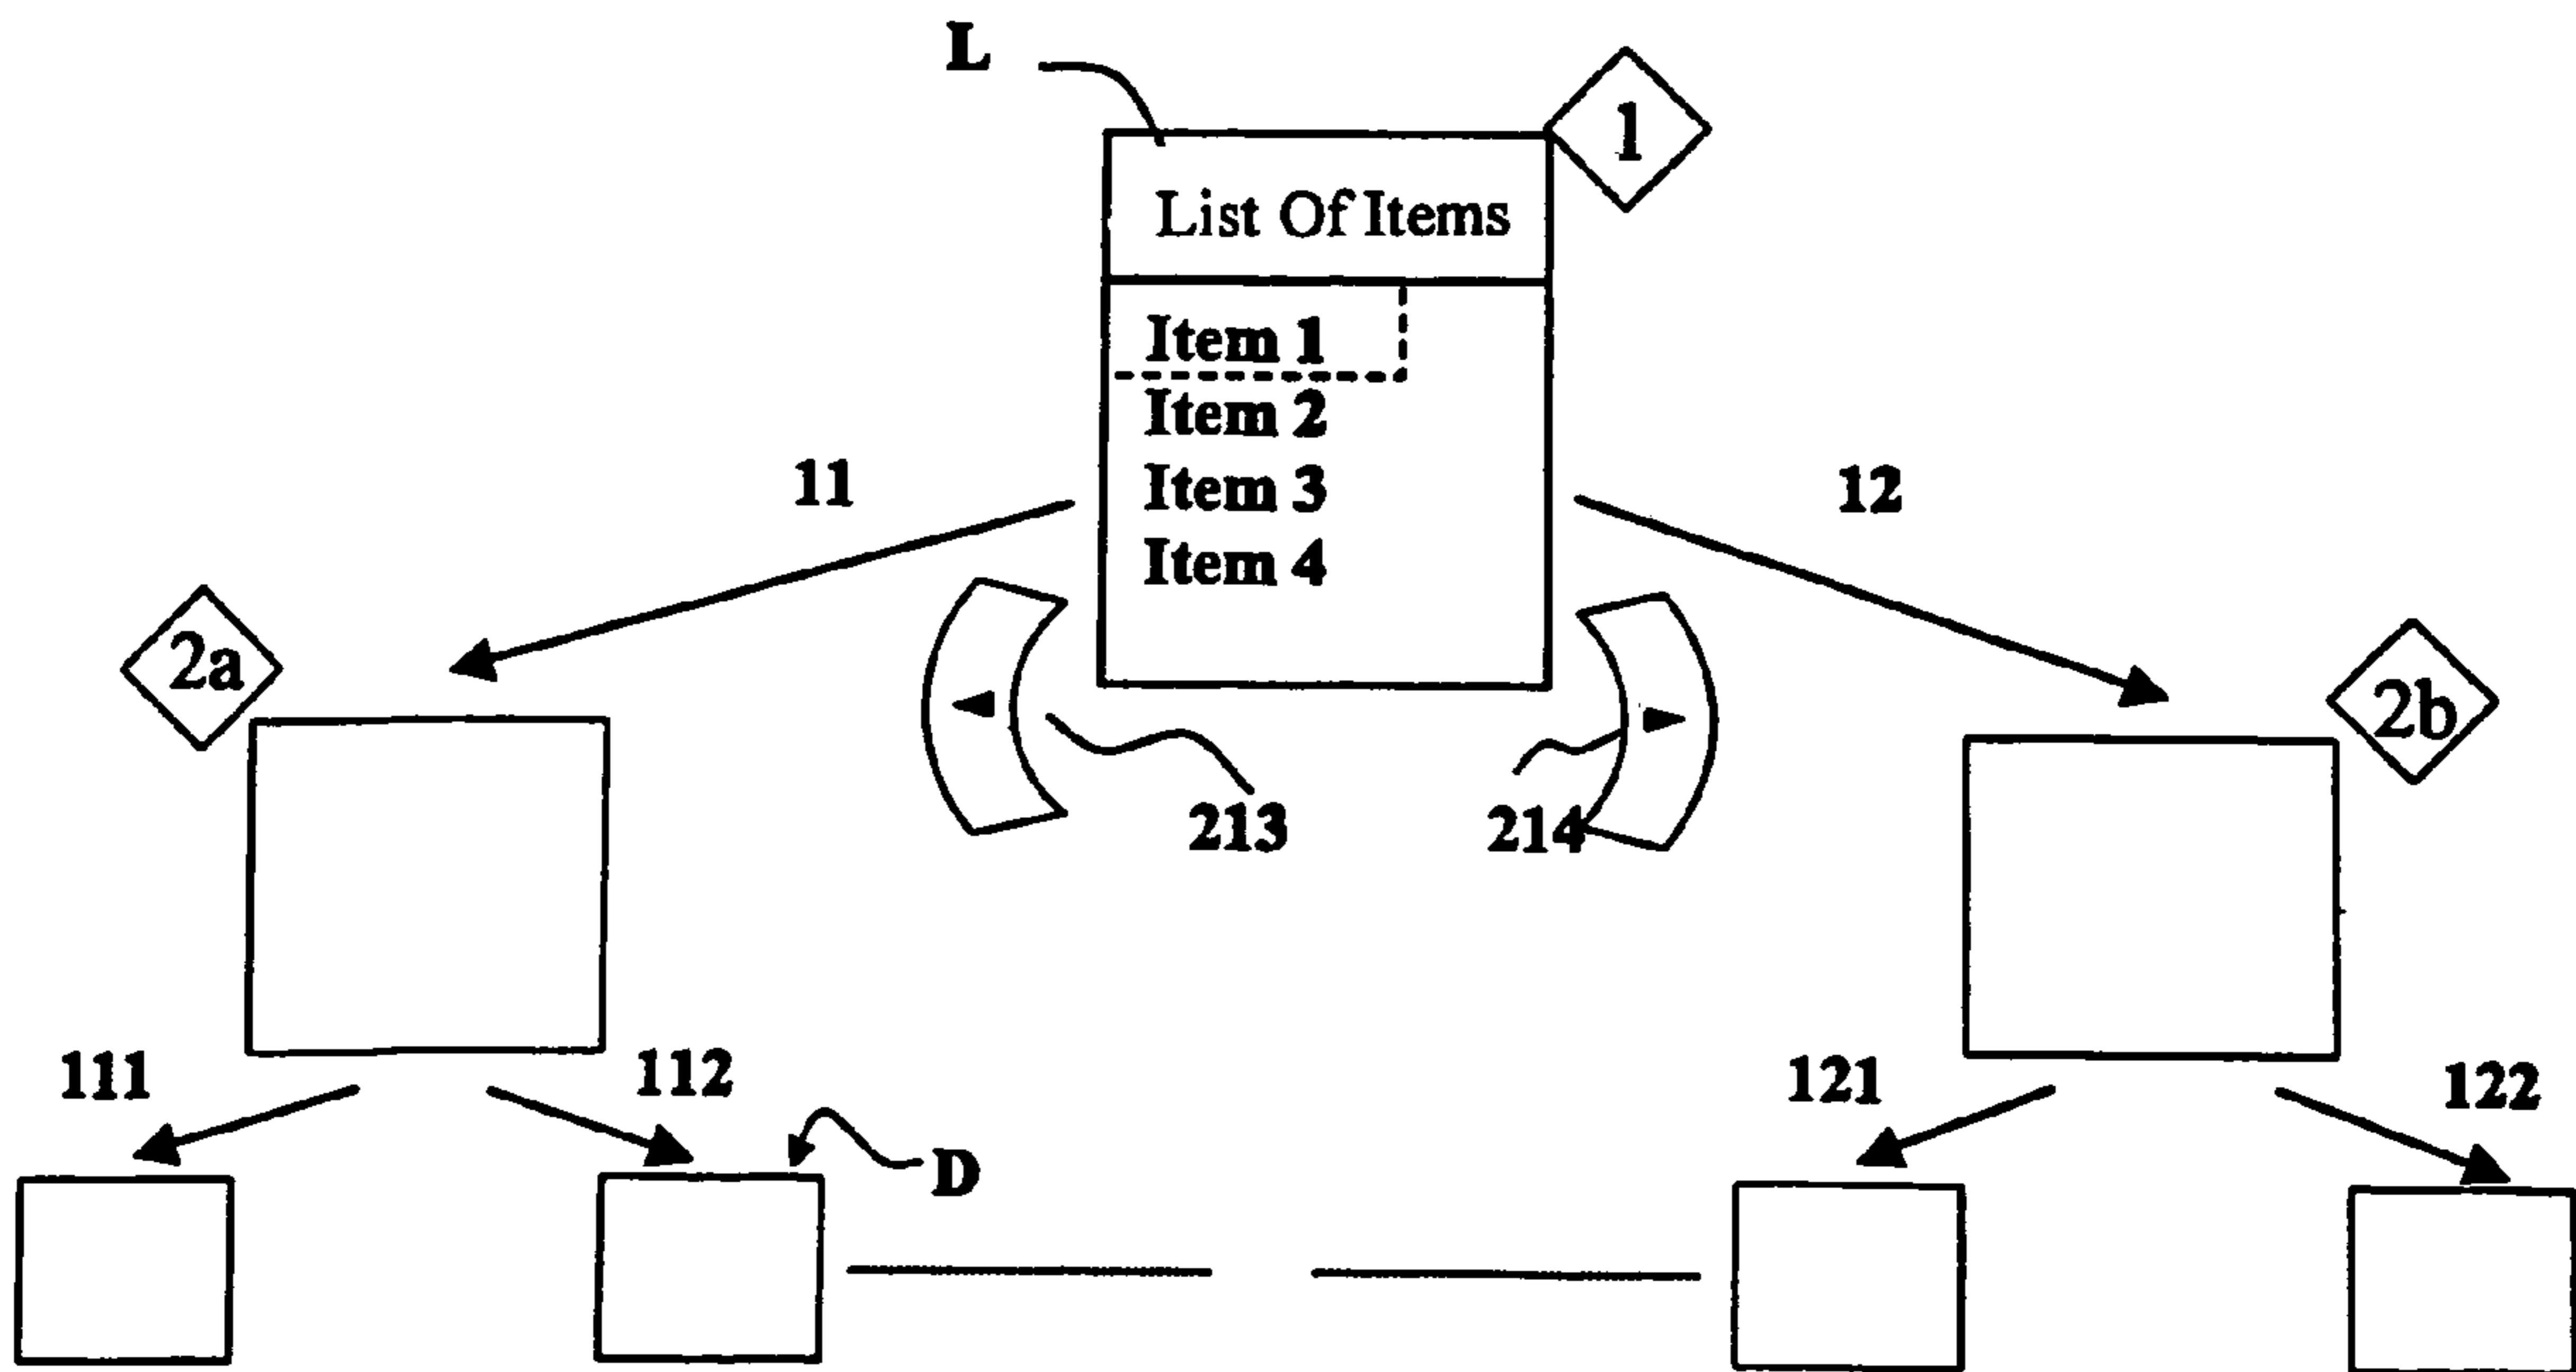 L
1
List Of Items
Item 1
Item 2
Item 3
Item 4
11
12
2a
2b
213
214
111
112
121
122
D